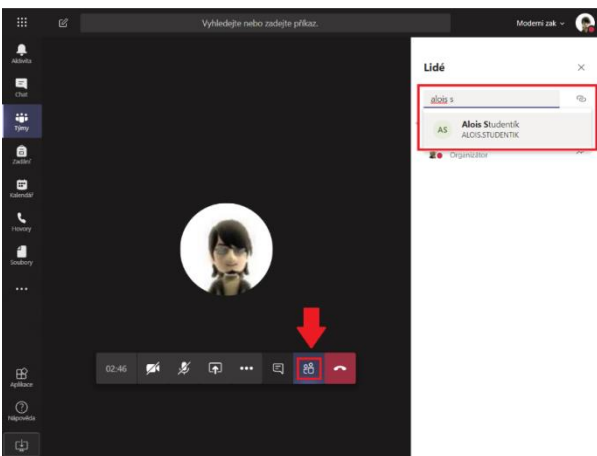 Vyhledejte nebo zadejte příkaz.
Moderní zak
Aktivita
Chat
Týmy
Zadání
Kalendář
Hovory
Soubory
Aplikace
Nápověda
02:46
Lidé
alois s
AS
Alois Studentík
ALOIS.STUDENTIK
Organizátor